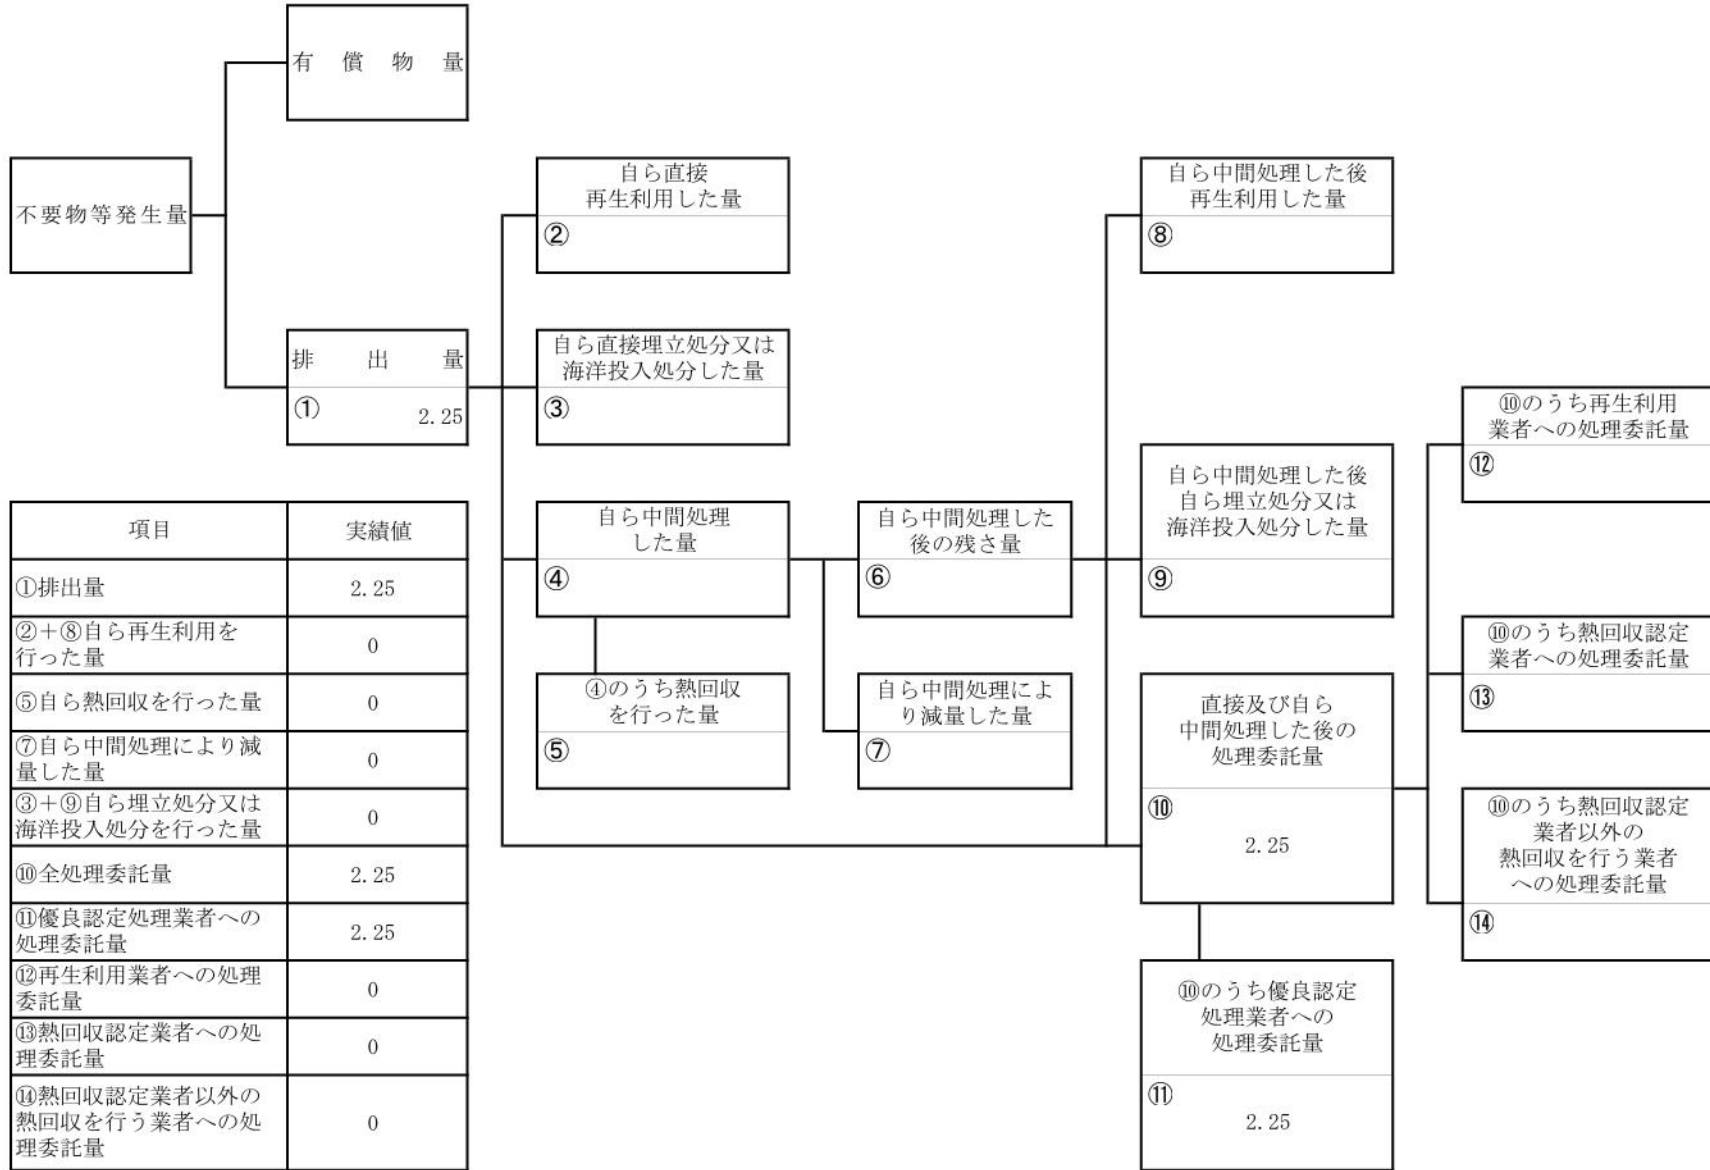 有償物量
不要物等発生量
自ら直接
再生利用した量
②
自ら中間処理した後
再生利用した量
⑧
排出量
①
2.25
自ら直接埋立処分又は
海洋投入処分した量
③
⑩のうち再生利用
業者への処理委託量
⑫
自ら中間処理した後
自ら埋立処分又は
海洋投入処分した量
⑨
自ら中間処理
した量
④
自ら中間処理した
後の残さ量
⑥
④のうち熱回収
を行った量
⑤
自ら中間処理によ
り減量した量
⑦
直接及び自ら
中間処理した後の
処理委託量
⑩
2.25
⑩のうち熱回収認定
業者への処理委託量
⑬
⑩のうち熱回収認定
業者以外の
熱回収を行う業者
への処理委託量
⑭
⑩のうち優良認定
処理業者への
処理委託量
⑪
2.25
項目 実績値
①排出量 2.25
②+⑧自ら再生利用を
行った量 0
⑤自ら熱回収を行った量 0
⑦自ら中間処理により減
量した量 0
③+⑨自ら埋立処分又は
海洋投入処分を行った量 0
⑩全処理委託量 2.25
⑪優良認定処理業者への
処理委託量 2.25
⑫再生利用業者への処理
委託量 0
⑬熱回収認定業者への処
理委託量 0
⑭熱回収認定業者以外の
熱回収を行う業者への処
理委託量 0